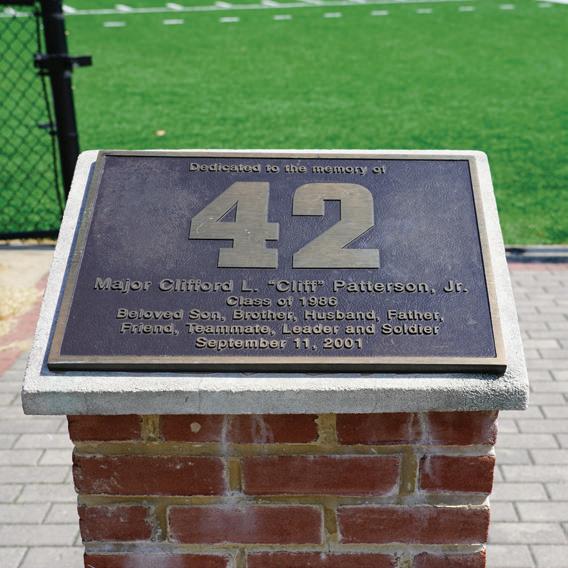 Dedicated to the memory of
42
Major Clifford L. "Cliff" Patterson, Jr.
Class of 1986
Beloved Son, Brother, Husband, Father,
Friend, Teammate, Leader and Soldier
September 11, 2001